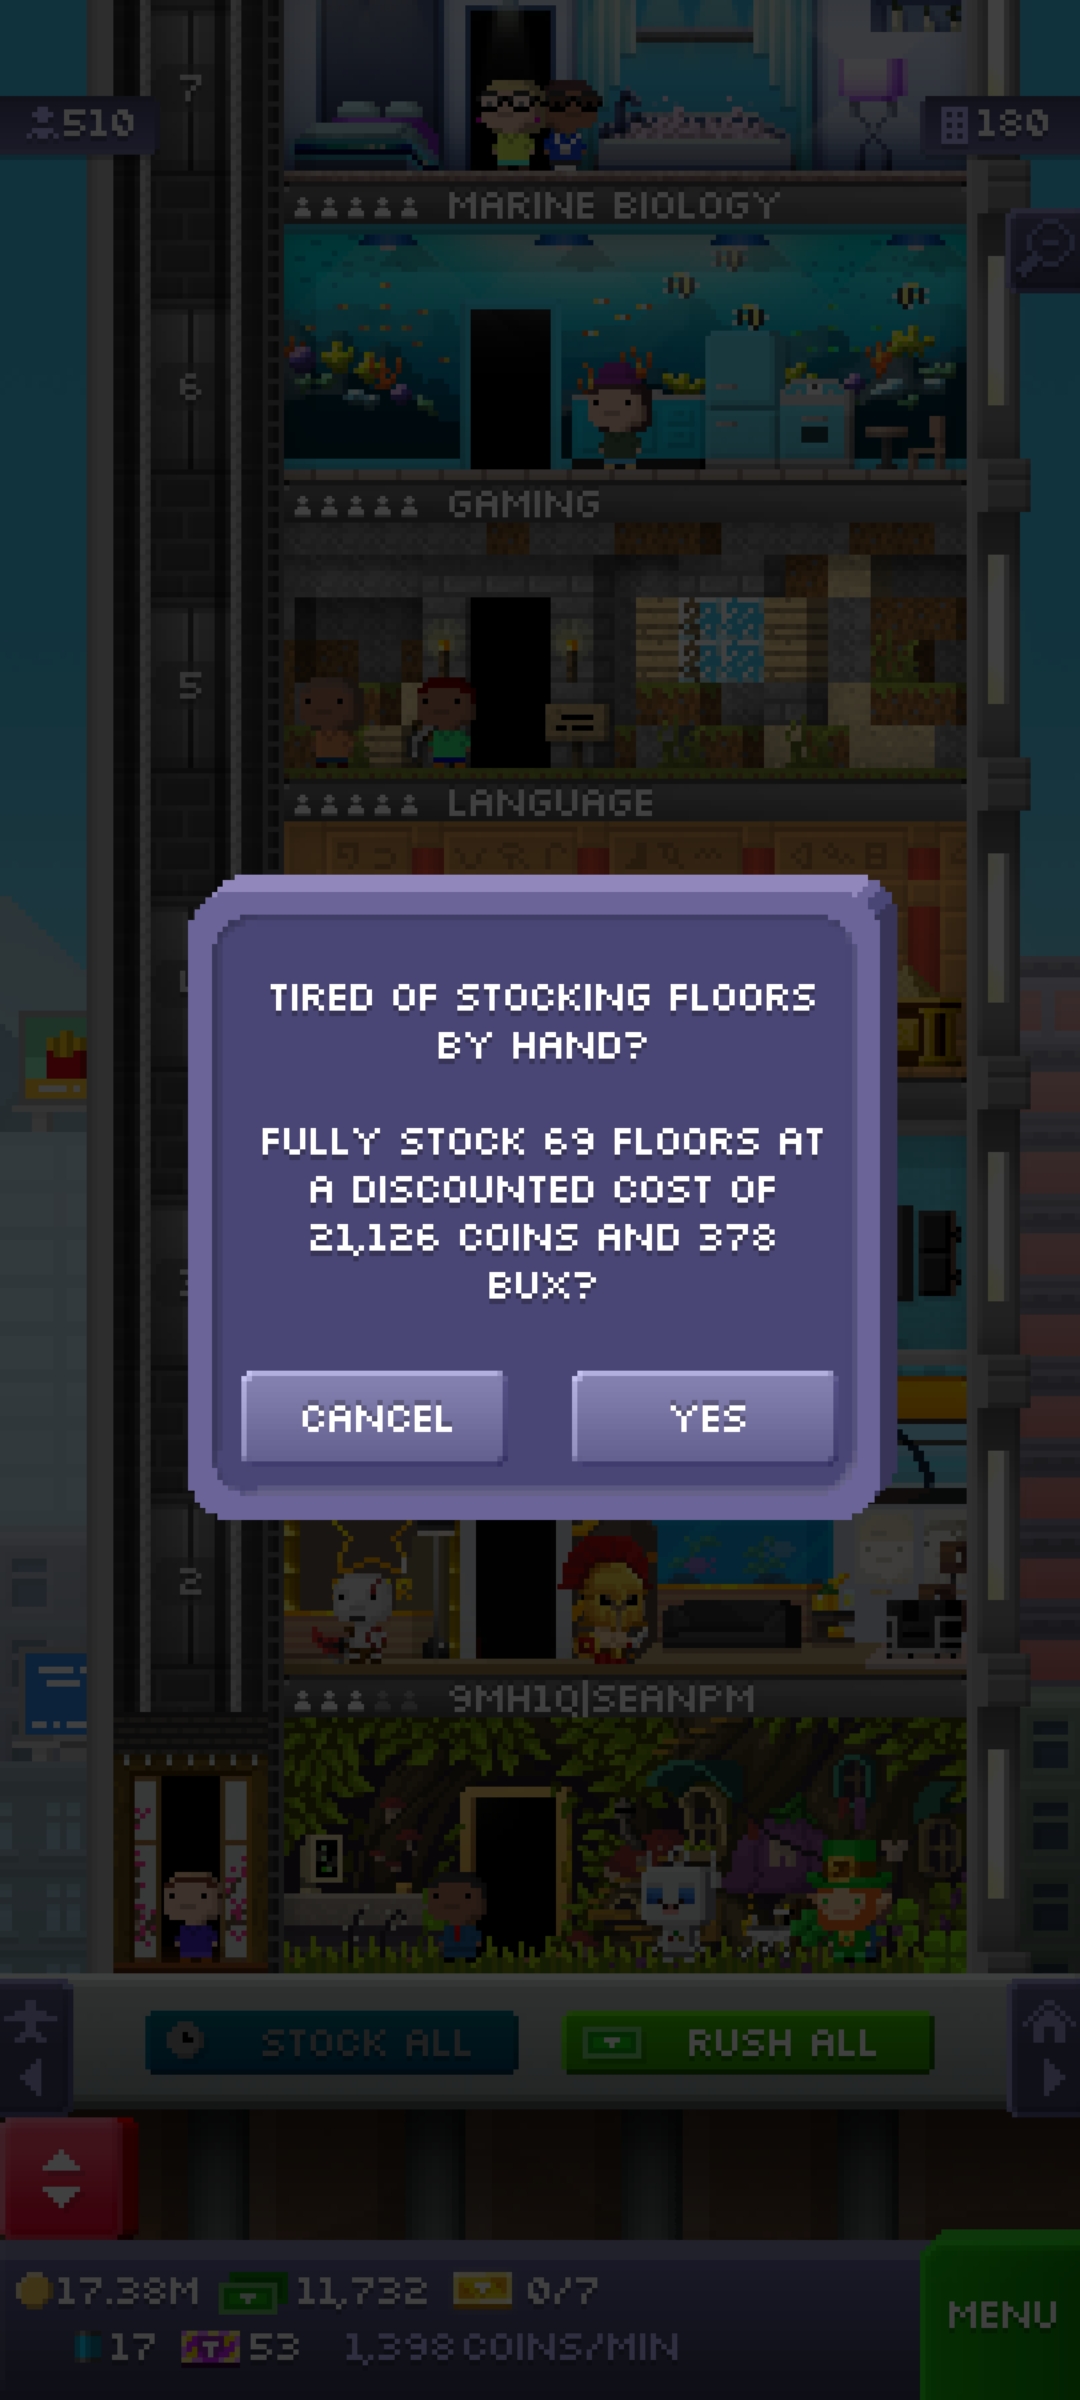 7
510
180
MARINE BIOLOGY
6
GAMING
5
LANGUAGE
TIRED OF STOCKING FLOORS
BY HAND?
FULLY STOCK 69 FLOORS AT
A DISCOUNTED COST OF
21,126 COINS AND 378
BUX?
CANCEL
YES
2
9MH1Q|SEANPM
STOCK ALL
RUSH ALL
17.38M
11,732
0/7
MENU
17
53
1,398 COINS/MIN